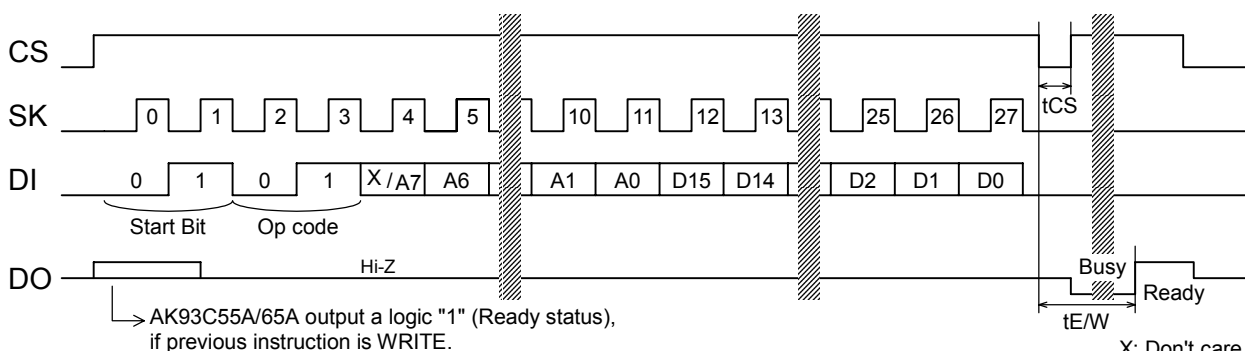 CS
tCS
SK 0 1 2 3 4 5 10 11 12 13 25 26 27
DI 0 1 0 1 X/A7 A6 A1 A0 D15 D14 D2 D1 D0
Start Bit Op code
DO Hi-Z Busy Ready
tE/W
AK93C55A/65A output a logic "1" (Ready status),
if previous instruction is WRITE.
X: Don't care